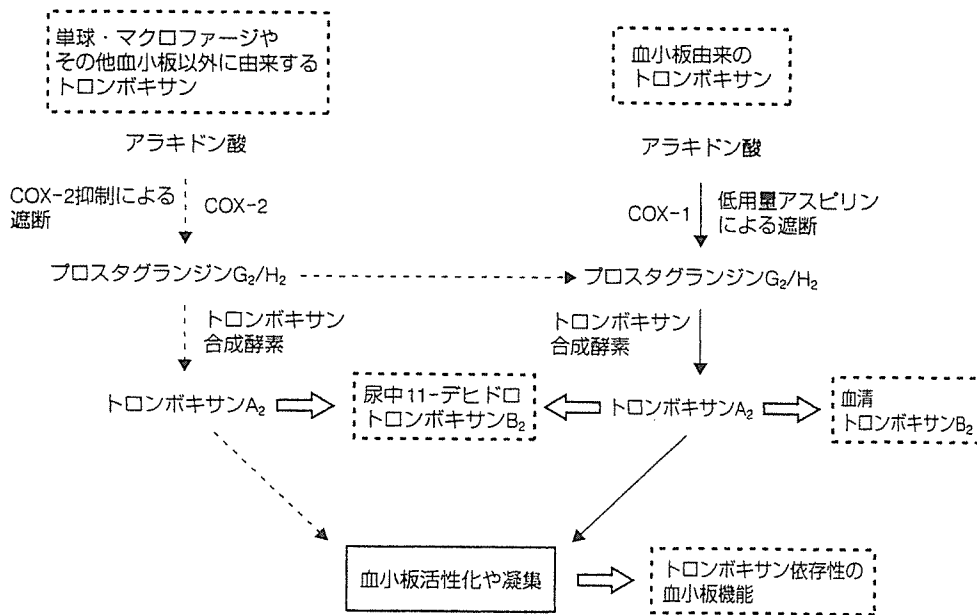 単球・マクロファージや
その他血小板以外に由来する
トロンボキサン
血小板由来の
トロンボキサン
アラキドン酸
アラキドン酸
COX-2抑制による
遮断
COX-2
COX-1
低用量アスピリン
による遮断
プロスタグランジンG₂/H₂
プロスタグランジンG₂/H₂
トロンボキサン
合成酵素
トロンボキサン
合成酵素
トロンボキサンA₂
尿中11-デヒドロ
トロンボキサンB₂
トロンボキサンA₂
血清
トロンボキサンB₂
血小板活性化や凝集
トロンボキサン依存性の
血小板機能